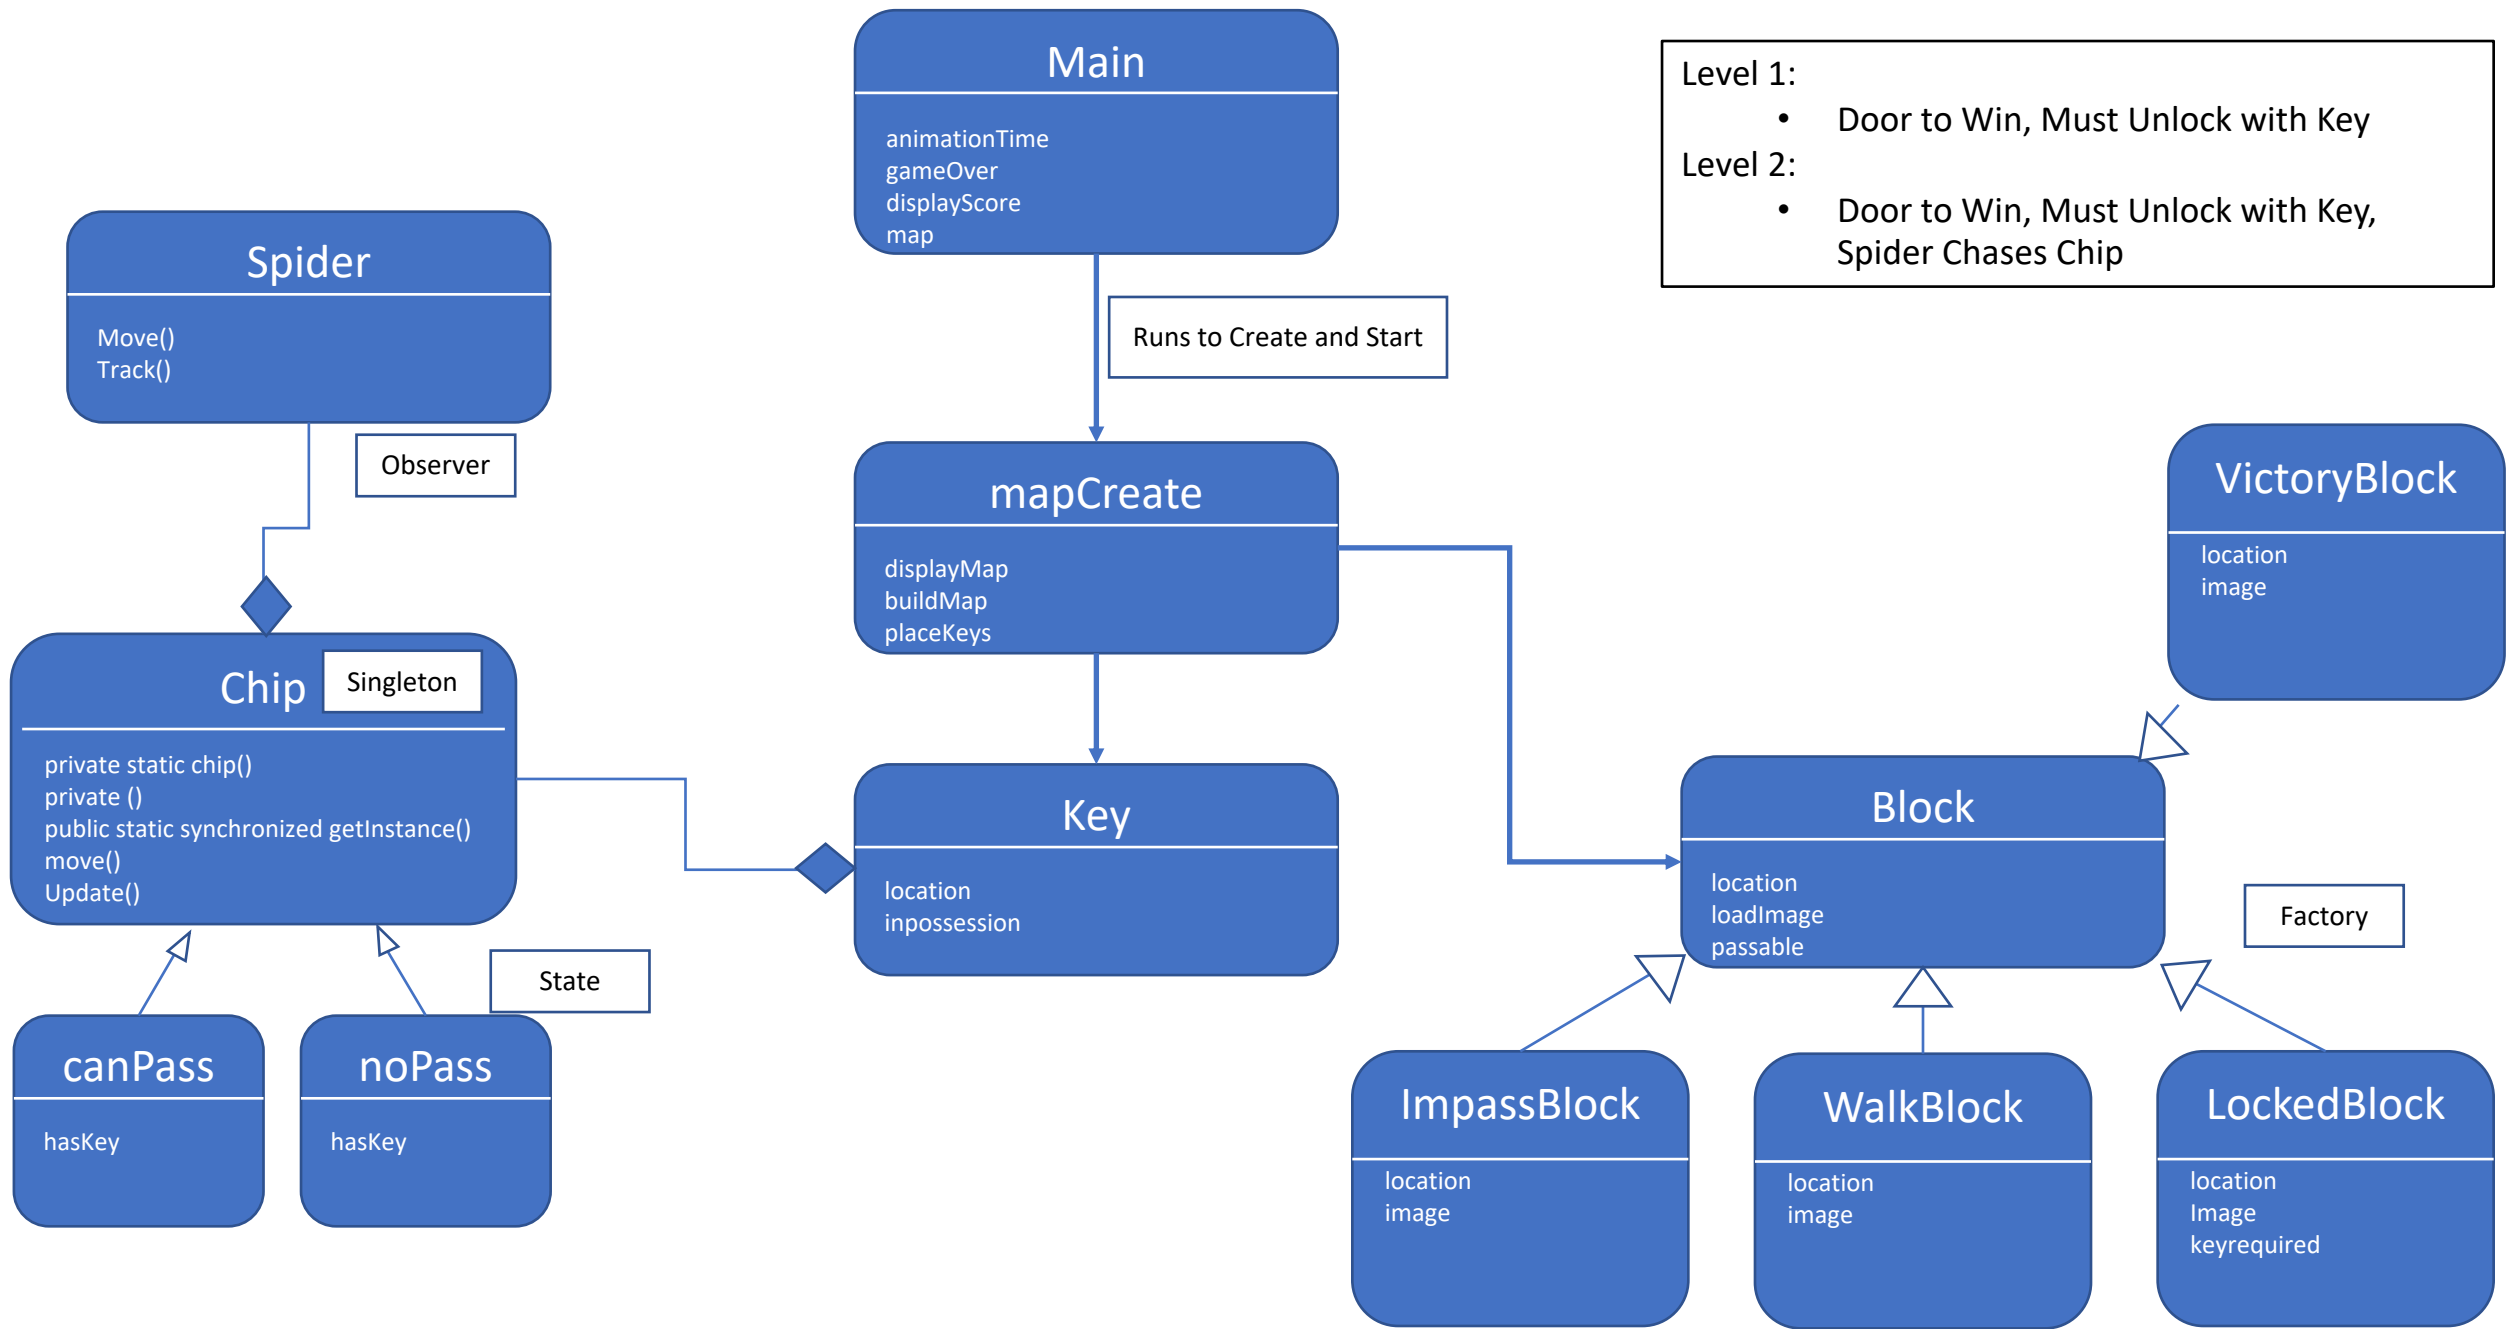 Main
animationTime
gameOver
displayScore
map
Level 1:
• Door to Win, Must Unlock with Key
Level 2:
• Door to Win, Must Unlock with Key,
Spider Chases Chip
Spider
Move()
Track()
Runs to Create and Start
Observer
mapCreate
displayMap
buildMap
placeKeys
VictoryBlock
location
image
Chip
Singleton
private static chip()
private ()
public static synchronized getInstance()
move()
Update()
Key
location
inpossession
Block
location
loadImage
passable
Factory
State
canPass
hasKey
noPass
hasKey
ImpassBlock
location
image
WalkBlock
location
image
LockedBlock
location
Image
keyrequired